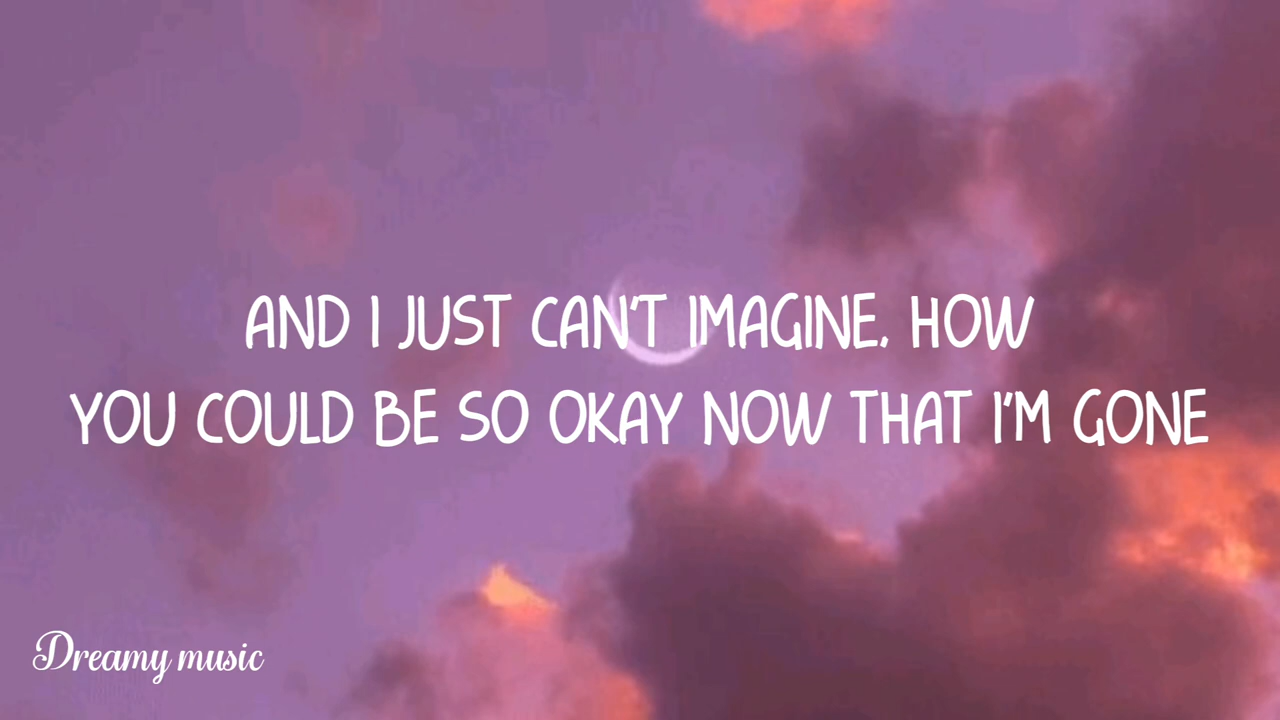 AND I JUST CAN'T IMAGINE, HOW
YOU COULD BE SO OKAY NOW THAT I'M GONE
Dreamy music